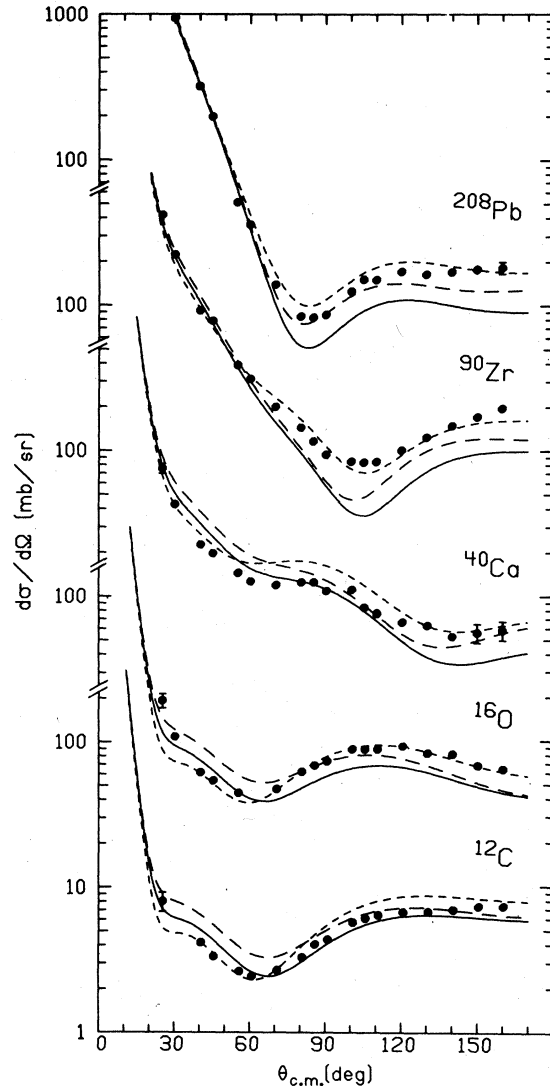 1000
100
²⁰⁸Pb
100
⁹⁰Zr
100
⁴⁰Ca
100
¹⁶O
100
¹²C
10
1
0 30 60 90 120 150
θc.m.(deg)
dσ/dΩ (mb/sr)